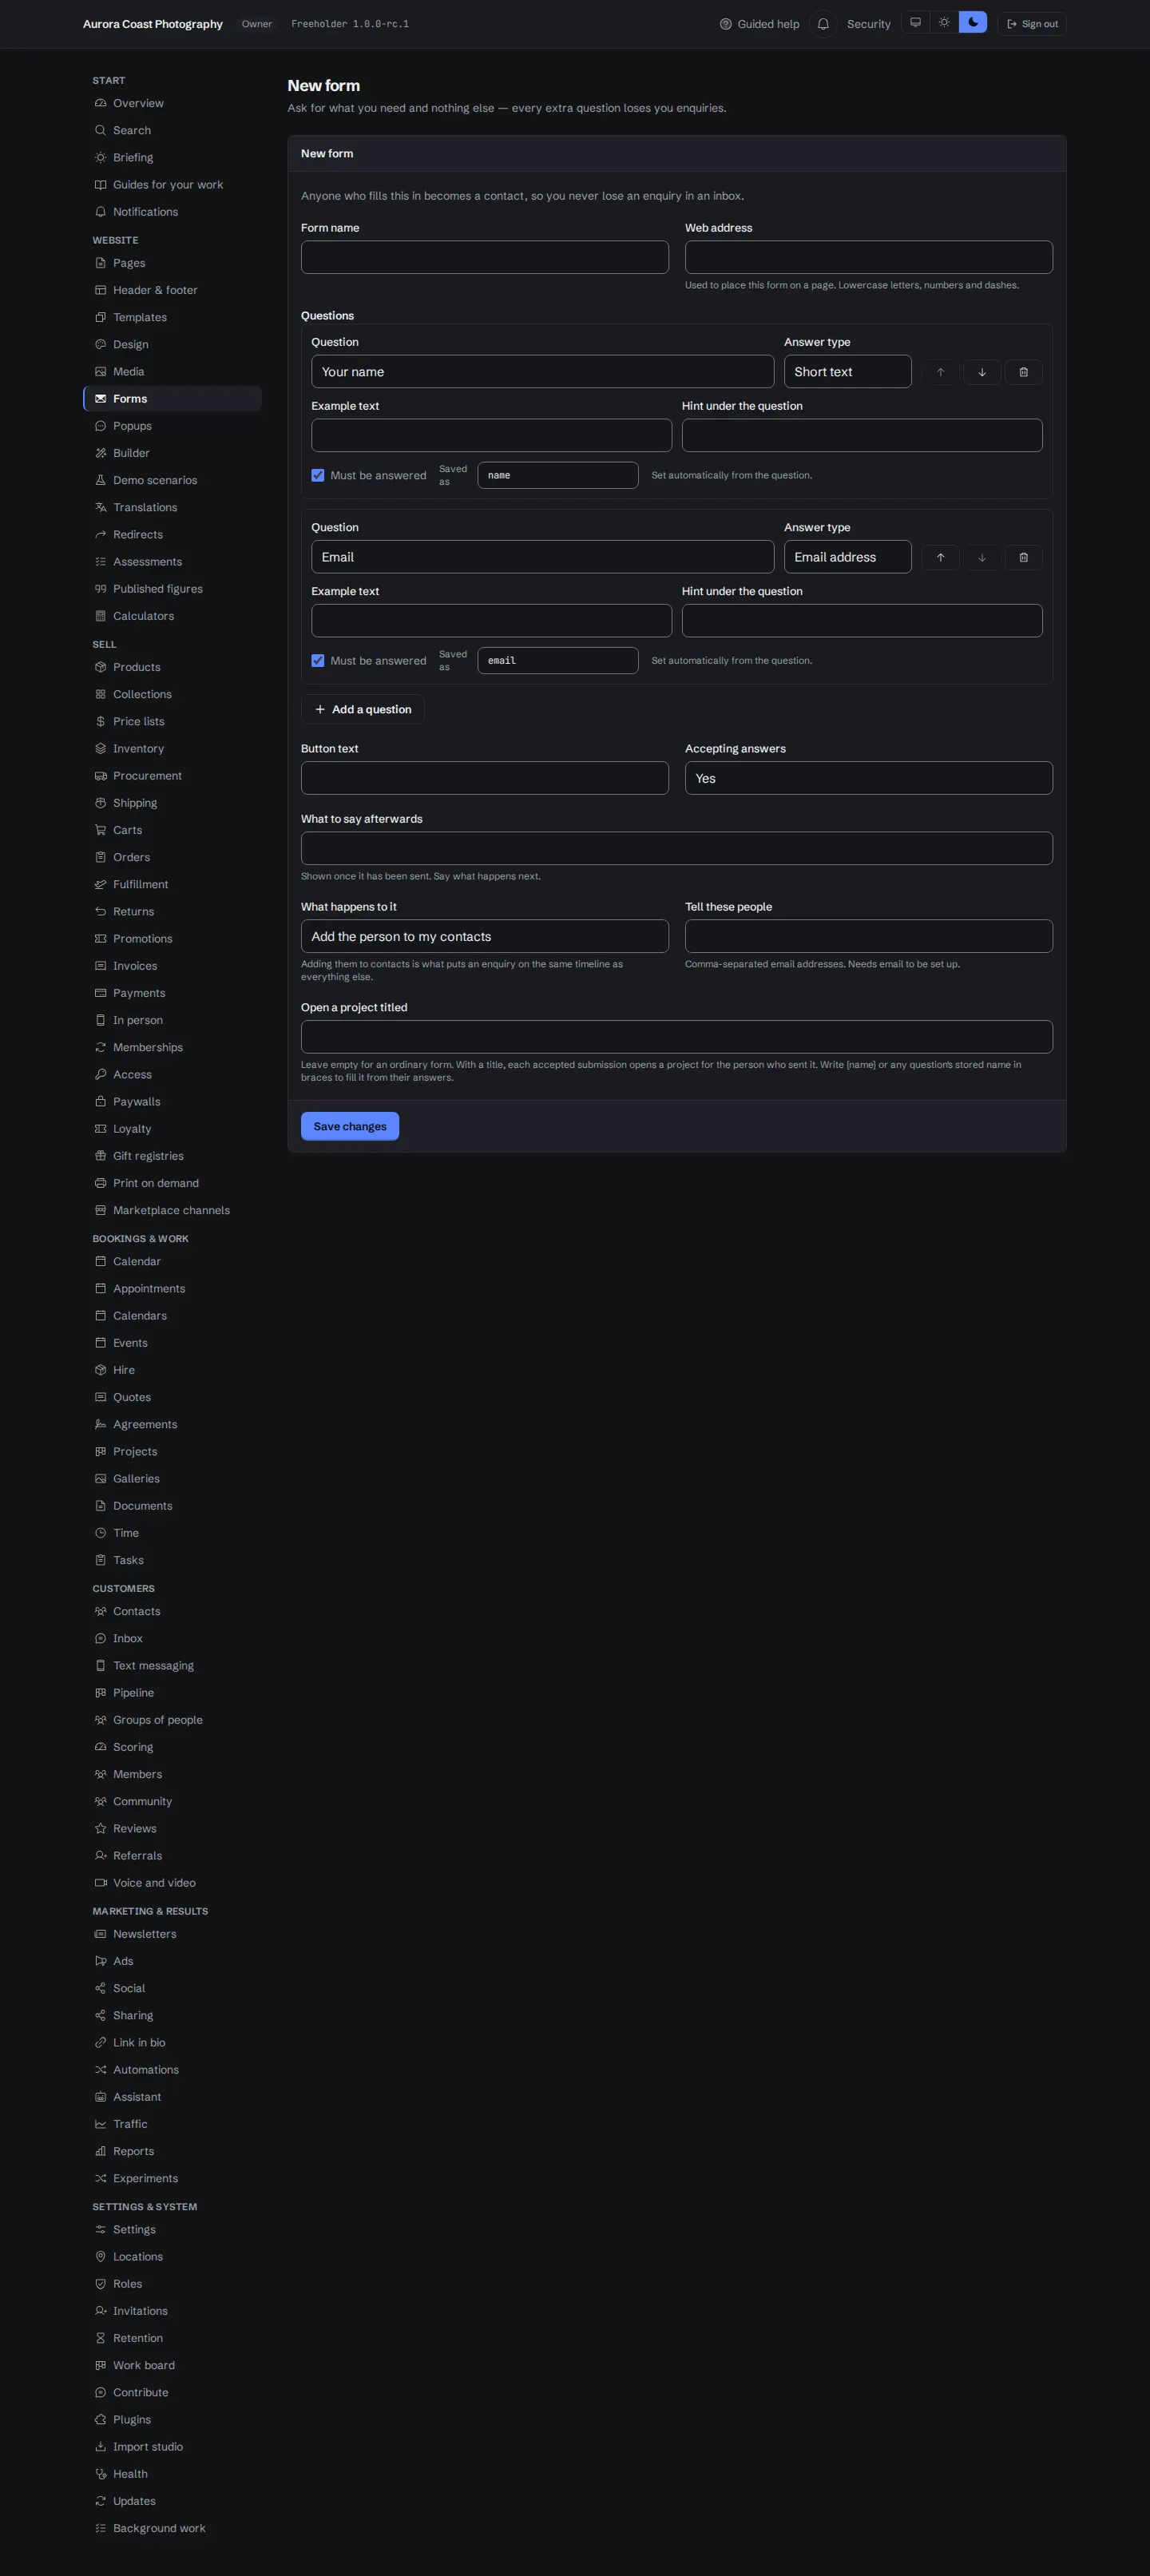 Aurora Coast Photography
Owner
Freeholder 1.0.0-rc.1
Guided help
Security
Sign out
START
Overview
Search
Briefing
Guides for your work
Notifications
WEBSITE
Pages
Header & footer
Templates
Design
Media
Forms
Popups
Builder
Demo scenarios
Translations
Redirects
Assessments
Published figures
Calculators
SELL
Products
Collections
Price lists
Inventory
Procurement
Shipping
Carts
Orders
Fulfillment
Returns
Promotions
Invoices
Payments
In person
Memberships
Access
Paywalls
Loyalty
Gift registries
Print on demand
Marketplace channels
BOOKINGS & WORK
Calendar
Appointments
Calendars
Events
Hire
Quotes
Agreements
Projects
Galleries
Documents
Time
Tasks
CUSTOMERS
Contacts
Inbox
Text messaging
Pipeline
Groups of people
Scoring
Members
Community
Reviews
Referrals
Voice and video
MARKETING & RESULTS
Newsletters
Ads
Social
Sharing
Link in bio
Automations
Assistant
Traffic
Reports
Experiments
SETTINGS & SYSTEM
Settings
Locations
Roles
Invitations
Retention
Work board
Contribute
Plugins
Import studio
Health
Updates
Background work
New form
Ask for what you need and nothing else — every extra question loses you enquiries.
New form
Anyone who fills this in becomes a contact, so you never lose an enquiry in an inbox.
Form name
Web address
Used to place this form on a page. Lowercase letters, numbers and dashes.
Questions
Question
Answer type
Your name
Short text
Example text
Hint under the question
Must be answered
Saved as
name
Set automatically from the question.
Question
Answer type
Email
Email address
Example text
Hint under the question
Must be answered
Saved as
email
Set automatically from the question.
Add a question
Button text
Accepting answers
Yes
What to say afterwards
Shown once it has been sent. Say what happens next.
What happens to it
Tell these people
Add the person to my contacts
Adding them to contacts is what puts an enquiry on the same timeline as
everything else.
Comma-separated email addresses. Needs email to be set up.
Open a project titled
Leave empty for an ordinary form. With a title, each accepted submission opens a project for the person who sent it. Write {name} or any question's stored name in
braces to fill it from their answers.
Save changes